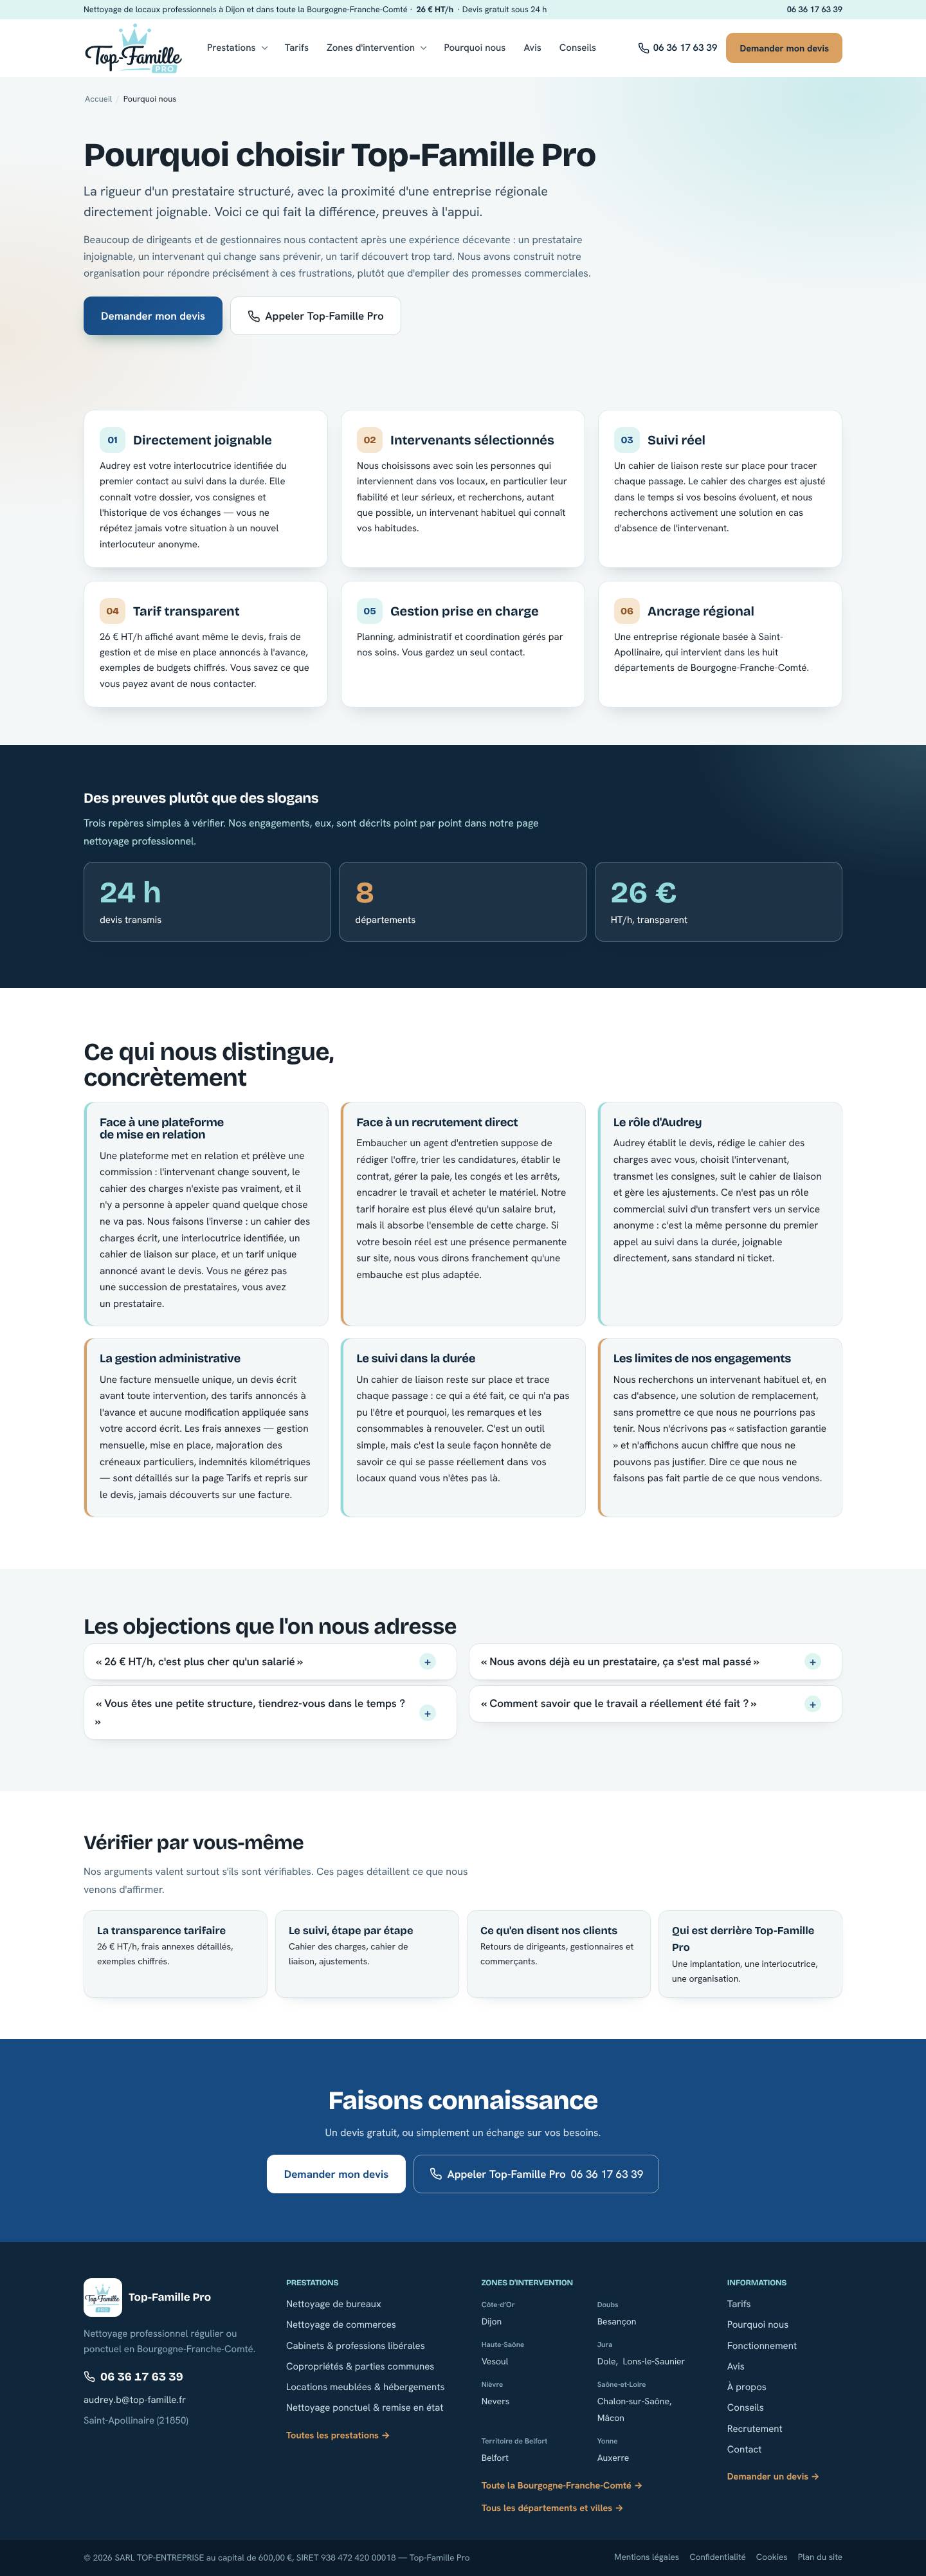 Nettoyage de locaux professionnels à Dijon et dans toute la Bourgogne-Franche-Comté · 26 € HT/h · Devis gratuit sous 24 h
06 36 17 63 39
Top-Famille
PRO
Prestations
Tarifs
Zones d'intervention
Pourquoi nous
Avis
Conseils
06 36 17 63 39
Demander mon devis
Accueil / Pourquoi nous
Pourquoi choisir Top-Famille Pro
La rigueur d'un prestataire structuré, avec la proximité d'une entreprise régionale
directement joignable. Voici ce qui fait la différence, preuves à l'appui.
Beaucoup de dirigeants et de gestionnaires nous contactent après une expérience décevante : un prestataire
injoignable, un intervenant qui change sans prévenir, un tarif découvert trop tard. Nous avons construit notre
organisation pour répondre précisément à ces frustrations, plutôt que d'empiler des promesses commerciales.
Demander mon devis
Appeler Top-Famille Pro
01 Directement joignable
Audrey est votre interlocutrice identifiée du
premier contact au suivi dans la durée. Elle
connaît votre dossier, vos consignes et
l'historique de vos échanges — vous ne
répétez jamais votre situation à un nouvel
interlocuteur anonyme.
02 Intervenants sélectionnés
Nous choisissons avec soin les personnes qui
interviennent dans vos locaux, en particulier leur
fiabilité et leur sérieux, et recherchons, autant
que possible, un intervenant habituel qui connaît
vos habitudes.
03 Suivi réel
Un cahier de liaison reste sur place pour tracer
chaque passage. Le cahier des charges est ajusté
dans le temps si vos besoins évoluent, et nous
recherchons activement une solution en cas
d'absence de l'intervenant.
04 Tarif transparent
26 € HT/h affiché avant même le devis, frais de
gestion et de mise en place annoncés à l'avance,
exemples de budgets chiffrés. Vous savez ce que
vous payez avant de nous contacter.
05 Gestion prise en charge
Planning, administratif et coordination gérés par
nos soins. Vous gardez un seul contact.
06 Ancrage régional
Une entreprise régionale basée à Saint-
Apollinaire, qui intervient dans les huit
départements de Bourgogne-Franche-Comté.
Des preuves plutôt que des slogans
Trois repères simples à vérifier. Nos engagements, eux, sont décrits point par point dans notre page
nettoyage professionnel.
24 h
devis transmis
8
départements
26 €
HT/h, transparent
Ce qui nous distingue,
concrètement
Face à une plateforme
de mise en relation
Une plateforme met en relation et prélève une
commission : l'intervenant change souvent, le
cahier des charges n'existe pas vraiment, et il
n'y a personne à appeler quand quelque chose
ne va pas. Nous faisons l'inverse : un cahier des
charges écrit, une interlocutrice identifiée, un
cahier de liaison sur place, et un tarif unique
annoncé avant le devis. Vous ne gérez pas
une succession de prestataires, vous avez
un prestataire.
Face à un recrutement direct
Embaucher un agent d'entretien suppose de
rédiger l'offre, trier les candidatures, établir le
contrat, gérer la paie, les congés et les arrêts,
encadrer le travail et acheter le matériel. Notre
tarif horaire est plus élevé qu'un salaire brut,
mais il absorbe l'ensemble de cette charge. Si
votre besoin réel est une présence permanente
sur site, nous vous dirons franchement qu'une
embauche est plus adaptée.
Le rôle d'Audrey
Audrey établit le devis, rédige le cahier des
charges avec vous, choisit l'intervenant,
transmet les consignes, suit le cahier de liaison
et gère les ajustements. Ce n'est pas un rôle
commercial suivi d'un transfert vers un service
anonyme : c'est la même personne du premier
appel au suivi dans la durée, joignable
directement, sans standard ni ticket.
La gestion administrative
Une facture mensuelle unique, un devis écrit
avant toute intervention, des tarifs annoncés à
l'avance et aucune modification appliquée sans
votre accord écrit. Les frais annexes — gestion
mensuelle, mise en place, majoration des
créneaux particuliers, indemnités kilométriques
— sont détaillés sur la page Tarifs et repris sur
le devis, jamais découverts sur une facture.
Le suivi dans la durée
Un cahier de liaison reste sur place et trace
chaque passage : ce qui a été fait, ce qui n'a pas
pu l'être et pourquoi, les remarques et les
consommables à renouveler. C'est un outil
simple, mais c'est la seule façon honnête de
savoir ce qui se passe réellement dans vos
locaux quand vous n'êtes pas là.
Les limites de nos engagements
Nous recherchons un intervenant habituel et, en
cas d'absence, une solution de remplacement,
sans promettre ce que nous ne pourrions pas
tenir. Nous n'écrivons pas « satisfaction garantie
» et n'affichons aucun chiffre que nous ne
pouvons pas justifier. Dire ce que nous ne
faisons pas fait partie de ce que nous vendons.
Les objections que l'on nous adresse
« 26 € HT/h, c'est plus cher qu'un salarié »
+
« Nous avons déjà eu un prestataire, ça s'est mal passé »
+
« Vous êtes une petite structure, tiendrez-vous dans le temps ?
»
+
« Comment savoir que le travail a réellement été fait ? »
+
Vérifier par vous-même
Nos arguments valent surtout s'ils sont vérifiables. Ces pages détaillent ce que nous
venons d'affirmer.
La transparence tarifaire
26 € HT/h, frais annexes détaillés,
exemples chiffrés.
Le suivi, étape par étape
Cahier des charges, cahier de
liaison, ajustements.
Ce qu'en disent nos clients
Retours de dirigeants, gestionnaires et
commerçants.
Qui est derrière Top-Famille
Pro
Une implantation, une interlocutrice,
une organisation.
Faisons connaissance
Un devis gratuit, ou simplement un échange sur vos besoins.
Demander mon devis
Appeler Top-Famille Pro 06 36 17 63 39
Top-Famille
PRO
Top-Famille Pro
Nettoyage professionnel régulier ou
ponctuel en Bourgogne-Franche-Comté.
06 36 17 63 39
audrey.b@top-famille.fr
Saint-Apollinaire (21850)
PRESTATIONS
Nettoyage de bureaux
Nettoyage de commerces
Cabinets & professions libérales
Copropriétés & parties communes
Locations meublées & hébergements
Nettoyage ponctuel & remise en état
Toutes les prestations →
ZONES D'INTERVENTION
Côte-d'Or
Dijon
Doubs
Besançon
Haute-Saône
Vesoul
Jura
Dole, Lons-le-Saunier
Nièvre
Nevers
Saône-et-Loire
Chalon-sur-Saône,
Mâcon
Territoire de Belfort
Belfort
Yonne
Auxerre
Toute la Bourgogne-Franche-Comté →
Tous les départements et villes →
INFORMATIONS
Tarifs
Pourquoi nous
Fonctionnement
Avis
À propos
Conseils
Recrutement
Contact
Demander un devis →
© 2026 SARL TOP-ENTREPRISE au capital de 600,00 €, SIRET 938 472 420 00018 — Top-Famille Pro
Mentions légales
Confidentialité
Cookies
Plan du site